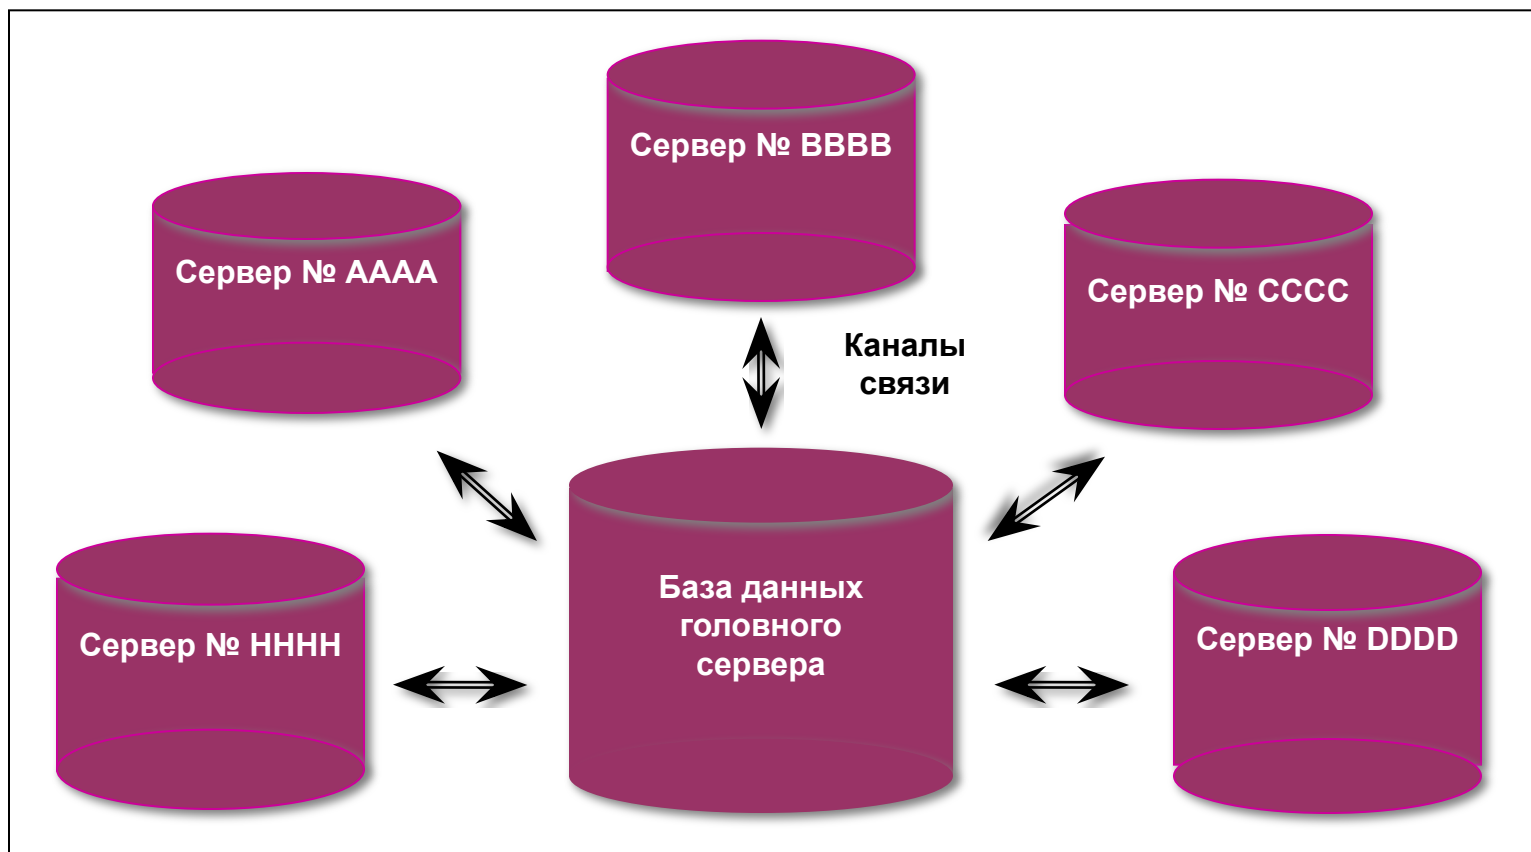 Сервер № BBBB
Сервер № AAAA
Сервер № CCCC
Каналы
связи
База данных
головного
сервера
Сервер № HHHH
Сервер № DDDD